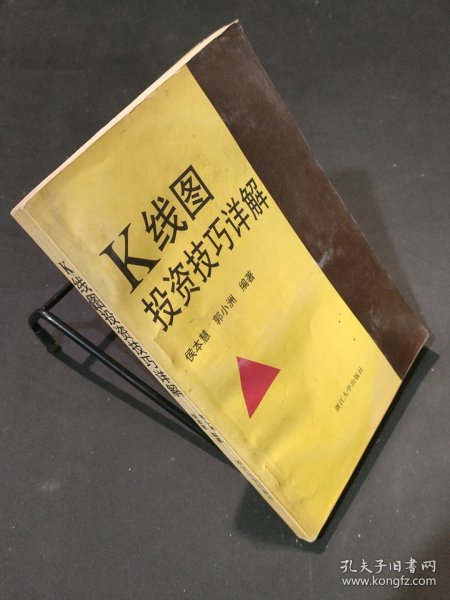 K线图
投资技巧详解
侯本慧 郭小洲 编著
浙江大学出版社
K线图投资技巧详解
孔夫子旧书网
www.kongfz.com